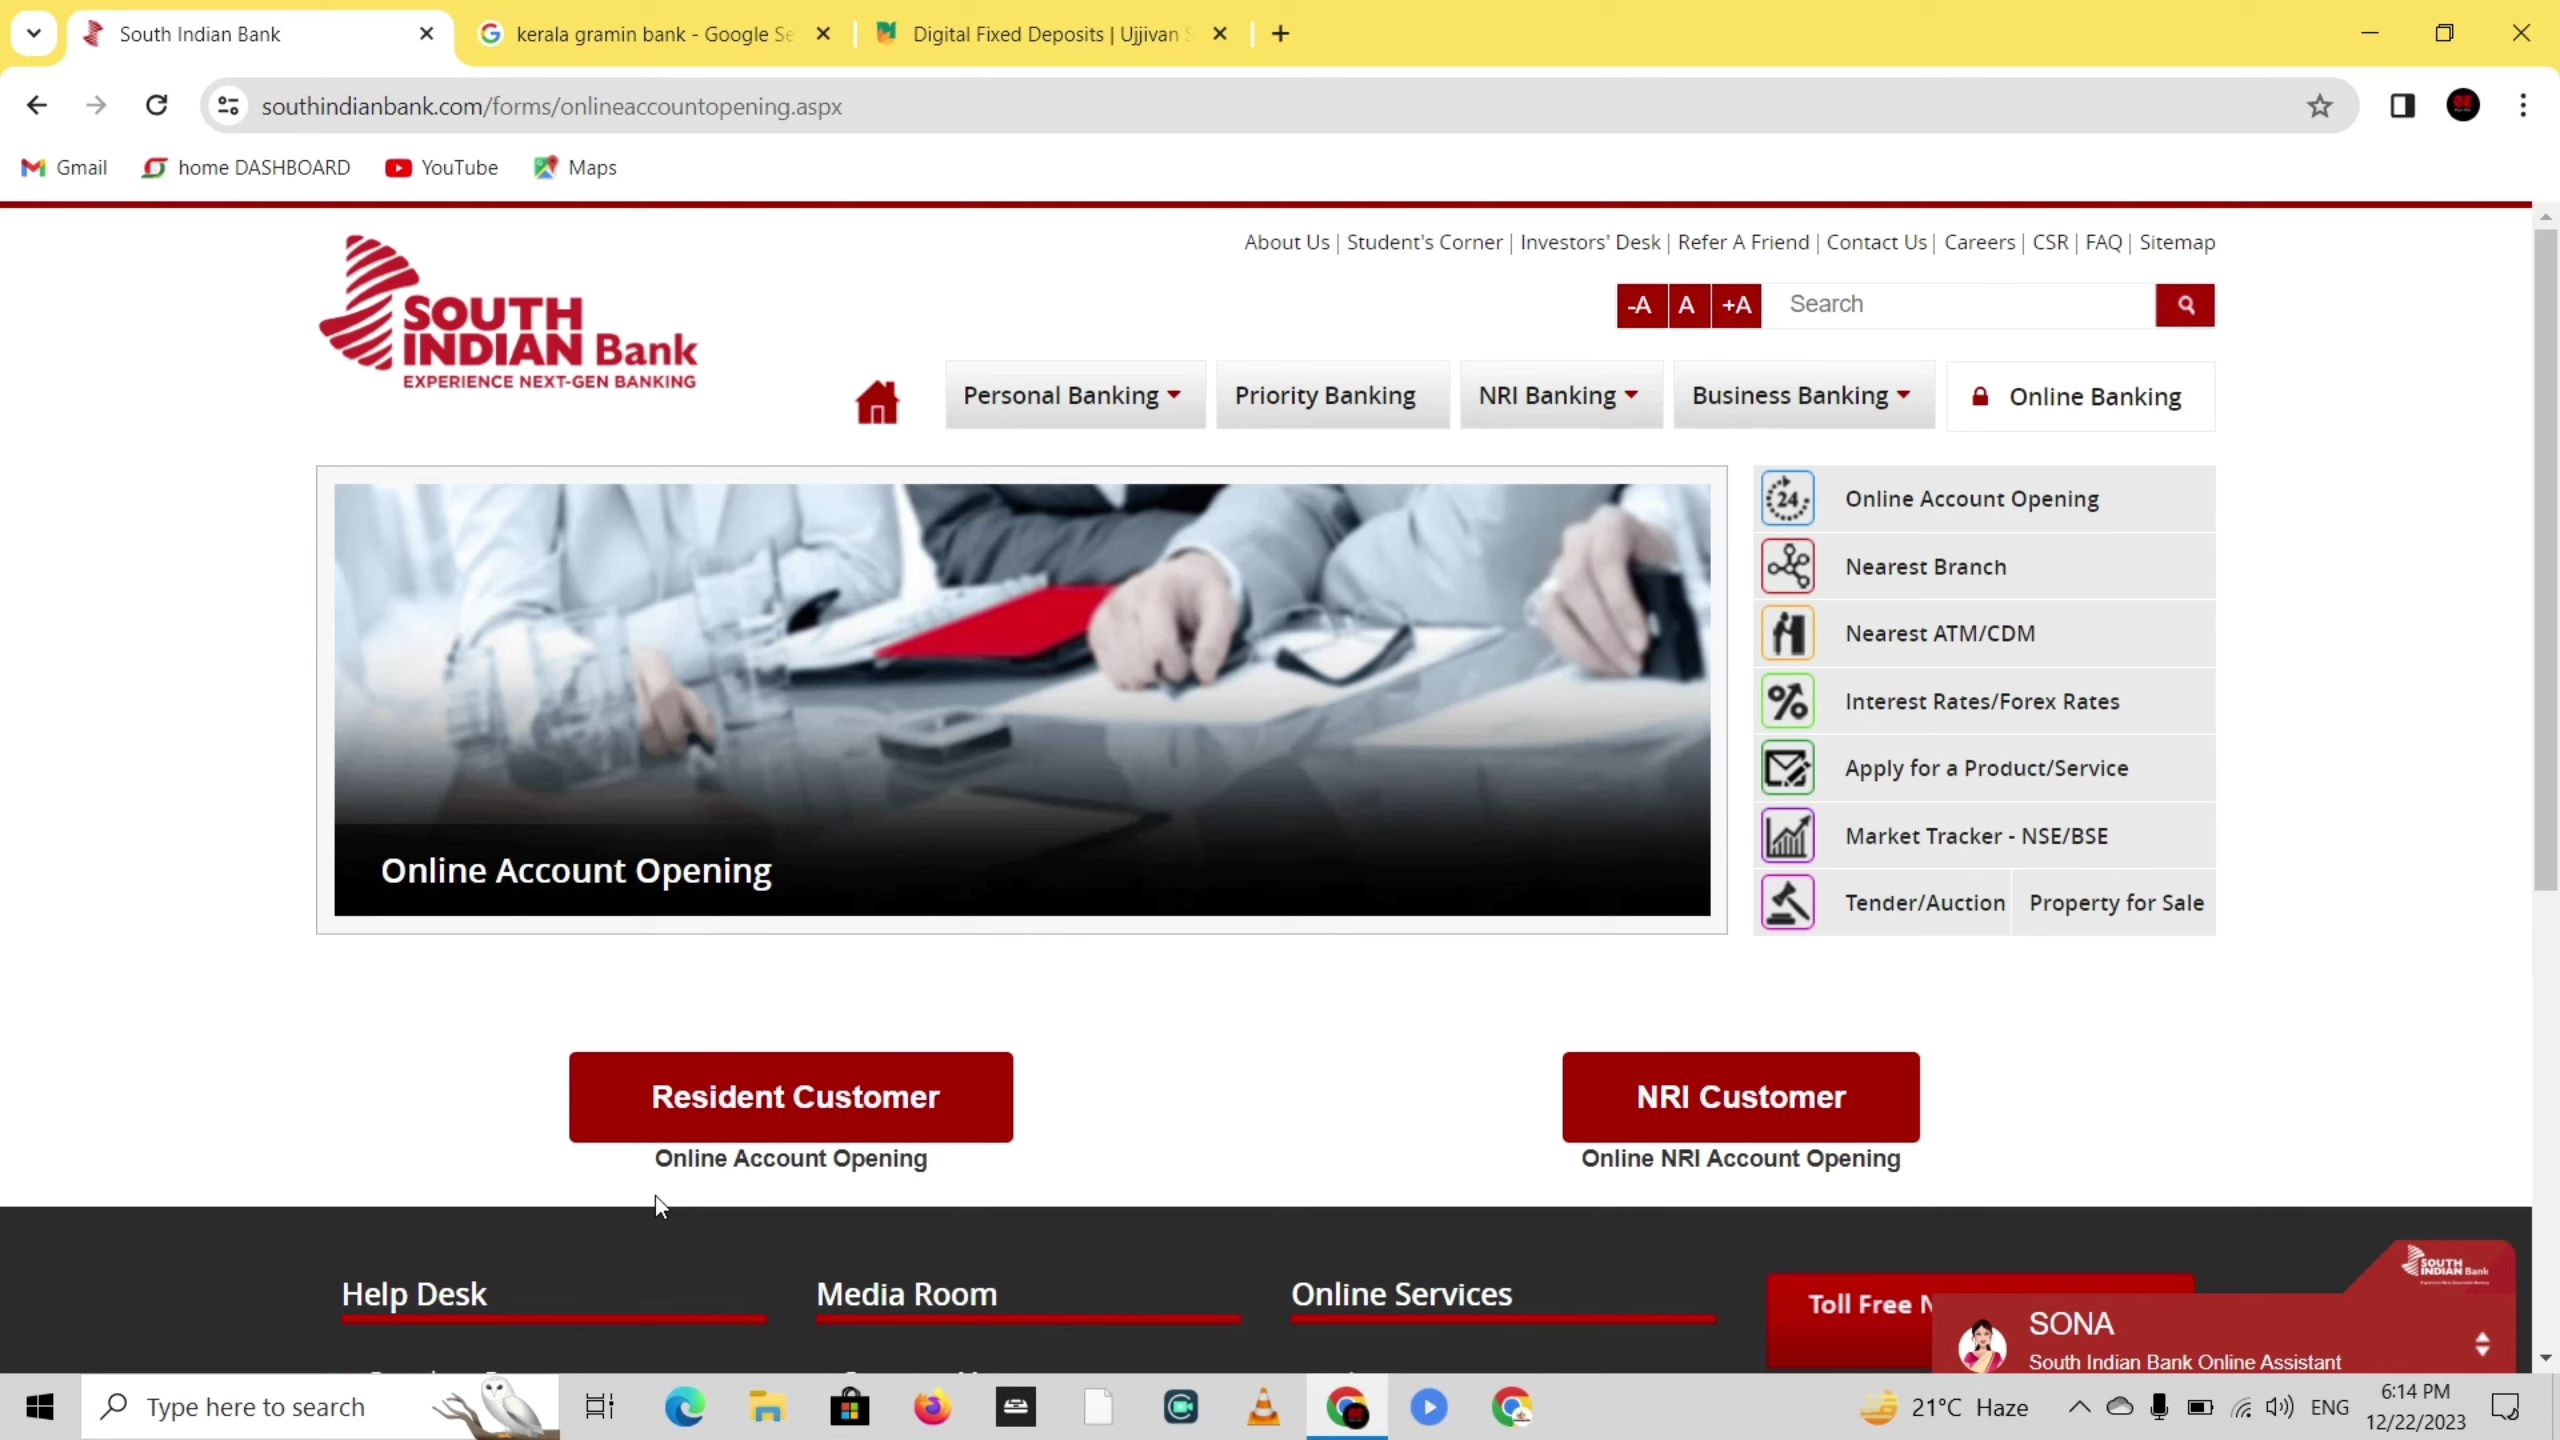 South Indian Bank
kerala gramin bank - Google Se
Digital Fixed Deposits | Ujjivan S
southindianbank.com/forms/onlineaccountopening.aspx
Gmail
home DASHBOARD
YouTube
Maps
About Us | Student's Corner | Investors' Desk | Refer A Friend | Contact Us | Careers | CSR | FAQ | Sitemap
SOUTH
INDIAN Bank
EXPERIENCE NEXT-GEN BANKING
-A A +A Search
Personal Banking
Priority Banking
NRI Banking
Business Banking
Online Banking
24
Online Account Opening
Nearest Branch
Nearest ATM/CDM
Interest Rates/Forex Rates
Apply for a Product/Service
Market Tracker - NSE/BSE
Tender/Auction
Property for Sale
Online Account Opening
Resident Customer
Online Account Opening
NRI Customer
Online NRI Account Opening
Help Desk
Media Room
Online Services
Toll Free N
SOUTH
INDIAN Bank
SONA
South Indian Bank Online Assistant
Type here to search
21°C Haze
ENG
6:14 PM
12/22/2023